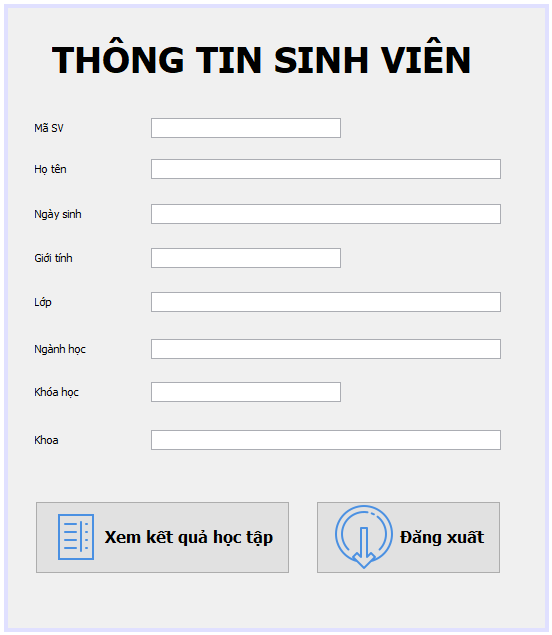 THÔNG TIN SINH VIÊN
Mã SV
Họ tên
Ngày sinh
Giới tính
Lớp
Ngành học
Khóa học
Khoa
Xem kết quả học tập
Đăng xuất